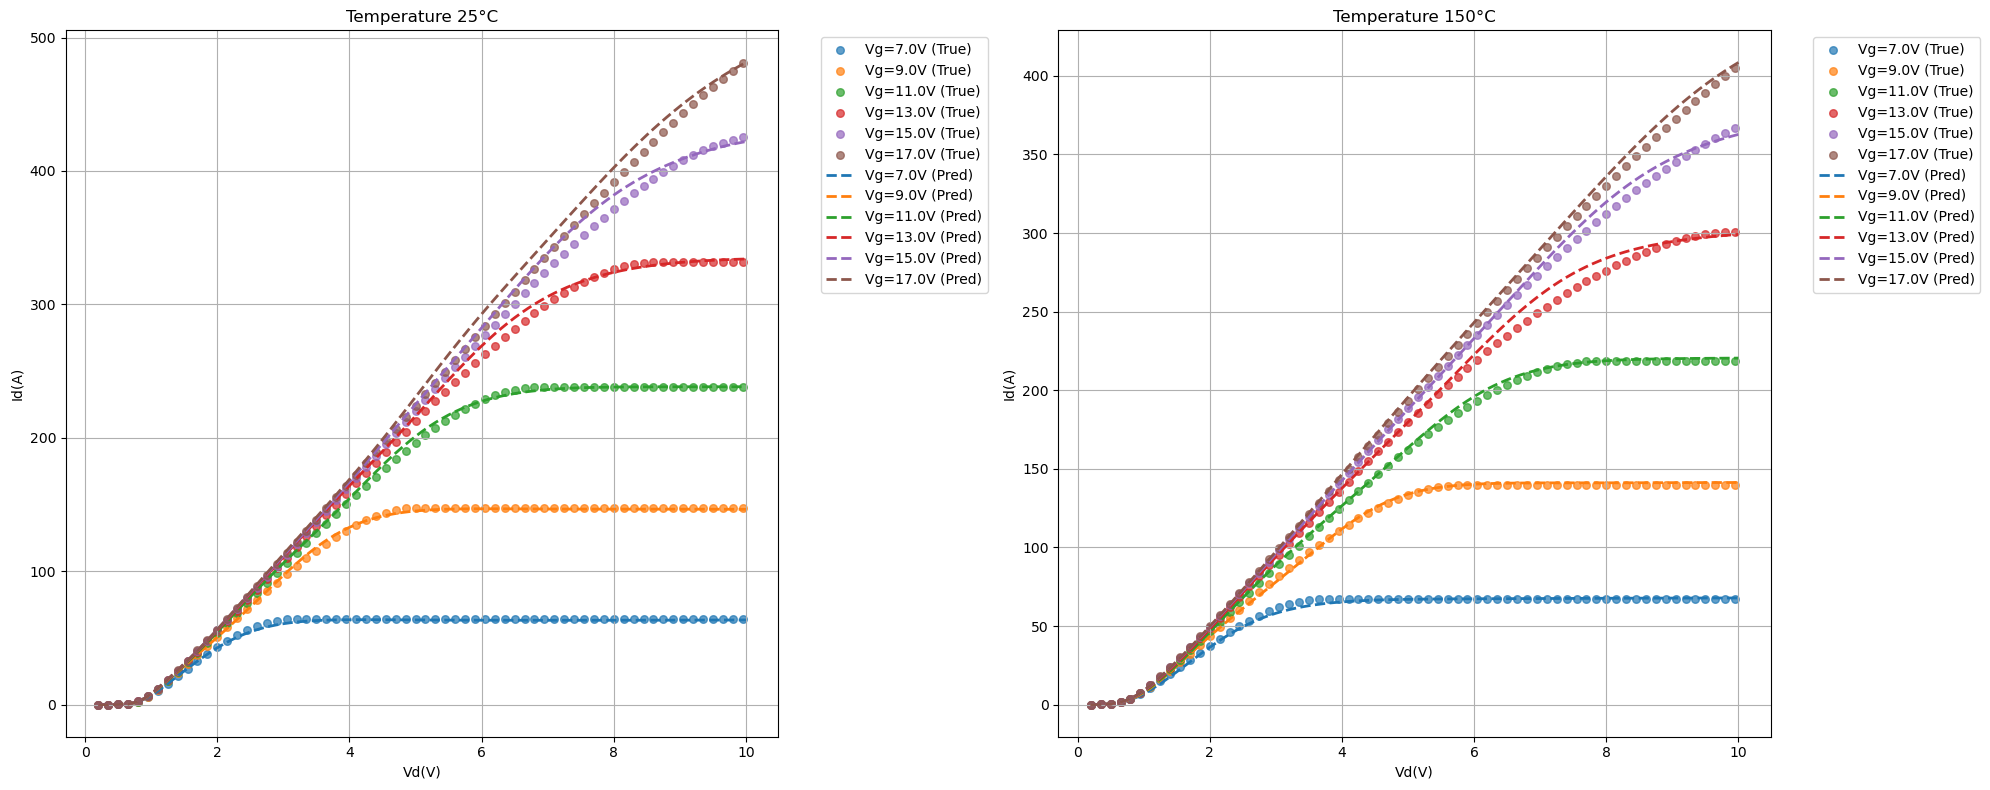 Temperature 25°C
500
400
300
200
100
0
0 2 4 6 8 10
Id(A)
Vd(V)
Vg=7.0V (True)
Vg=9.0V (True)
Vg=11.0V (True)
Vg=13.0V (True)
Vg=15.0V (True)
Vg=17.0V (True)
Vg=7.0V (Pred)
Vg=9.0V (Pred)
Vg=11.0V (Pred)
Vg=13.0V (Pred)
Vg=15.0V (Pred)
Vg=17.0V (Pred)
Temperature 150°C
400
350
300
250
200
150
100
50
0
0 2 4 6 8 10
Id(A)
Vd(V)
Vg=7.0V (True)
Vg=9.0V (True)
Vg=11.0V (True)
Vg=13.0V (True)
Vg=15.0V (True)
Vg=17.0V (True)
Vg=7.0V (Pred)
Vg=9.0V (Pred)
Vg=11.0V (Pred)
Vg=13.0V (Pred)
Vg=15.0V (Pred)
Vg=17.0V (Pred)